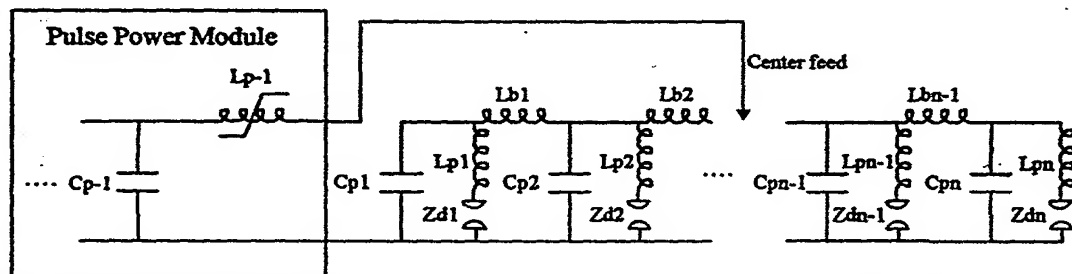 Pulse Power Module
Lp-1
Center feed
Lb1
Lb2
Lbn-1
.... Cp-1
Cp1
Lp1
Cp2
Lp2
....
Cpn-1
Lpn-1
Cpn
Lpn
Zd1
Zd2
Zdn-1
Zdn